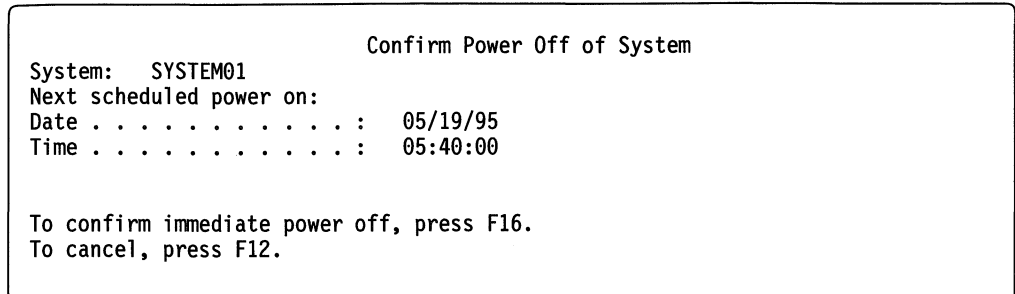 Confirm Power Off of System
System:   SYSTEM01
Next scheduled power on:
Date . . . . . . . . . . . :   05/19/95
Time . . . . . . . . . . . :   05:40:00
To confirm immediate power off, press F16.
To cancel, press F12.